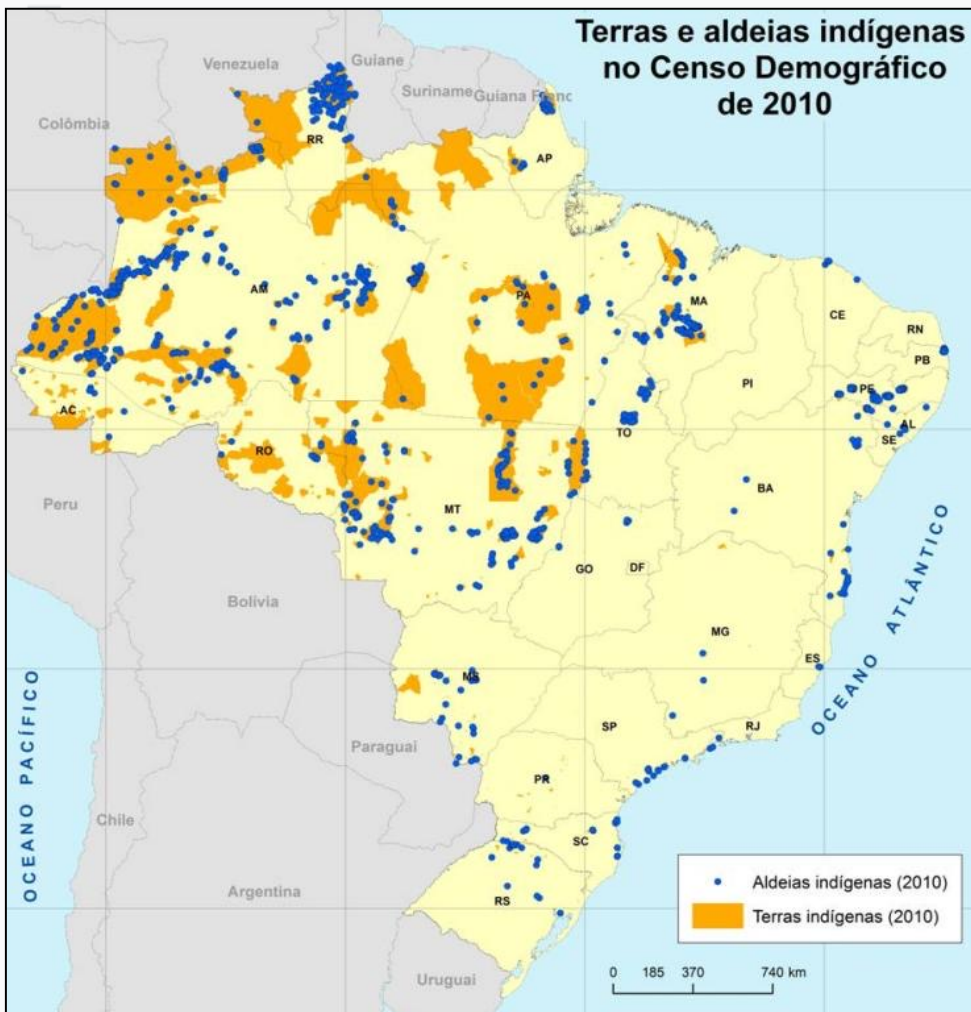 Terras e aldeias indígenas
no Censo Demográfico
de 2010
Venezuela
Guiane
Suriname
Guiana Franc
Colômbia
RR
AP
AM
PA
MA
CE
RN
PB
PI
PE
AL
SE
AC
RO
TO
BA
MT
Peru
GO
DF
Bolívia
MG
ES
MS
SP
RJ
Paraguai
PR
SC
RS
Chile
Argentina
Uruguai
OCEANO PACÍFICO
OCEANO ATLÂNTICO
Aldeias indígenas (2010)
Terras indígenas (2010)
0 185 370 740 km